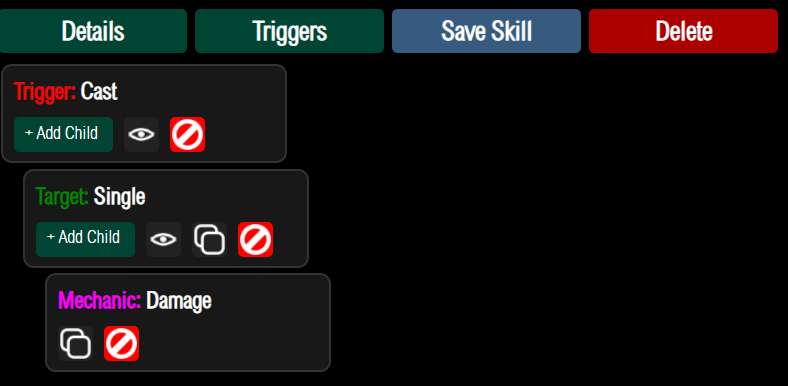 Details Triggers Save Skill Delete
Trigger: Cast
+ Add Child
Target: Single
+ Add Child
Mechanic: Damage